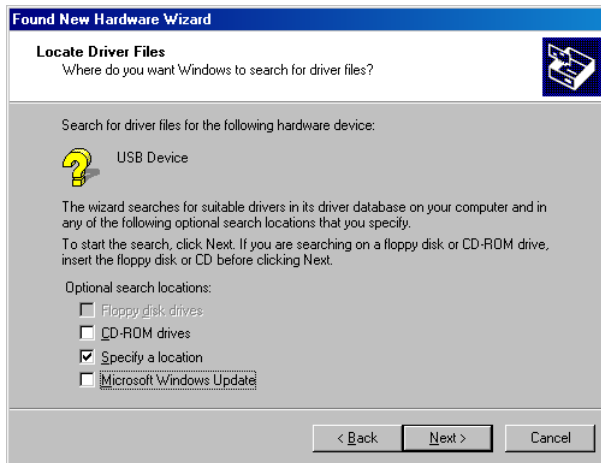 Found New Hardware Wizard
Locate Driver Files
Where do you want Windows to search for driver files?
Search for driver files for the following hardware device:
USB Device
The wizard searches for suitable drivers in its driver database on your computer and in
any of the following optional search locations that you specify.
To start the search, click Next. If you are searching on a floppy disk or CD-ROM drive,
insert the floppy disk or CD before clicking Next.
Optional search locations:
Floppy disk drives
CD-ROM drives
Specify a location
Microsoft Windows Update
< Back Next > Cancel